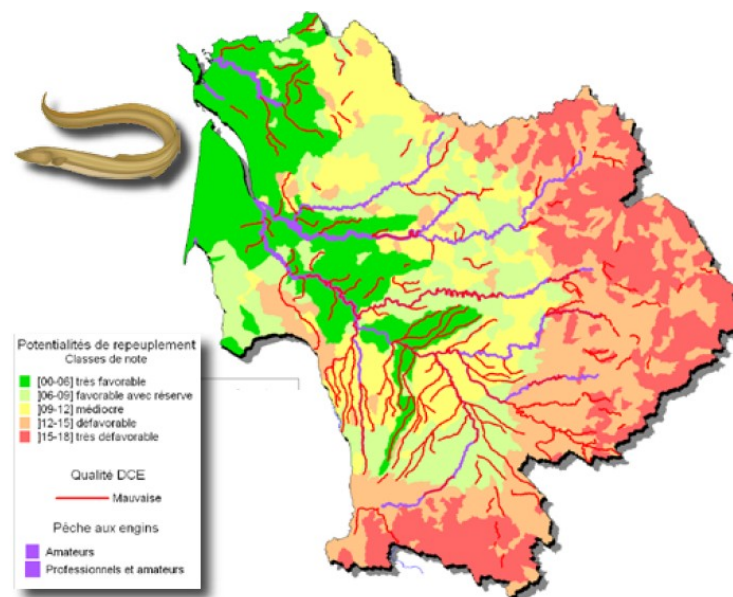 Potentialités de repeuplement
Classes de note
]00-06] très favorable
]06-09] favorable avec réserve
]09-12] médiocre
]12-15] défavorable
]15-18] très défavorable
Qualité DCE
Mauvaise
Pêche aux engins
Amateurs
Professionnels et amateurs